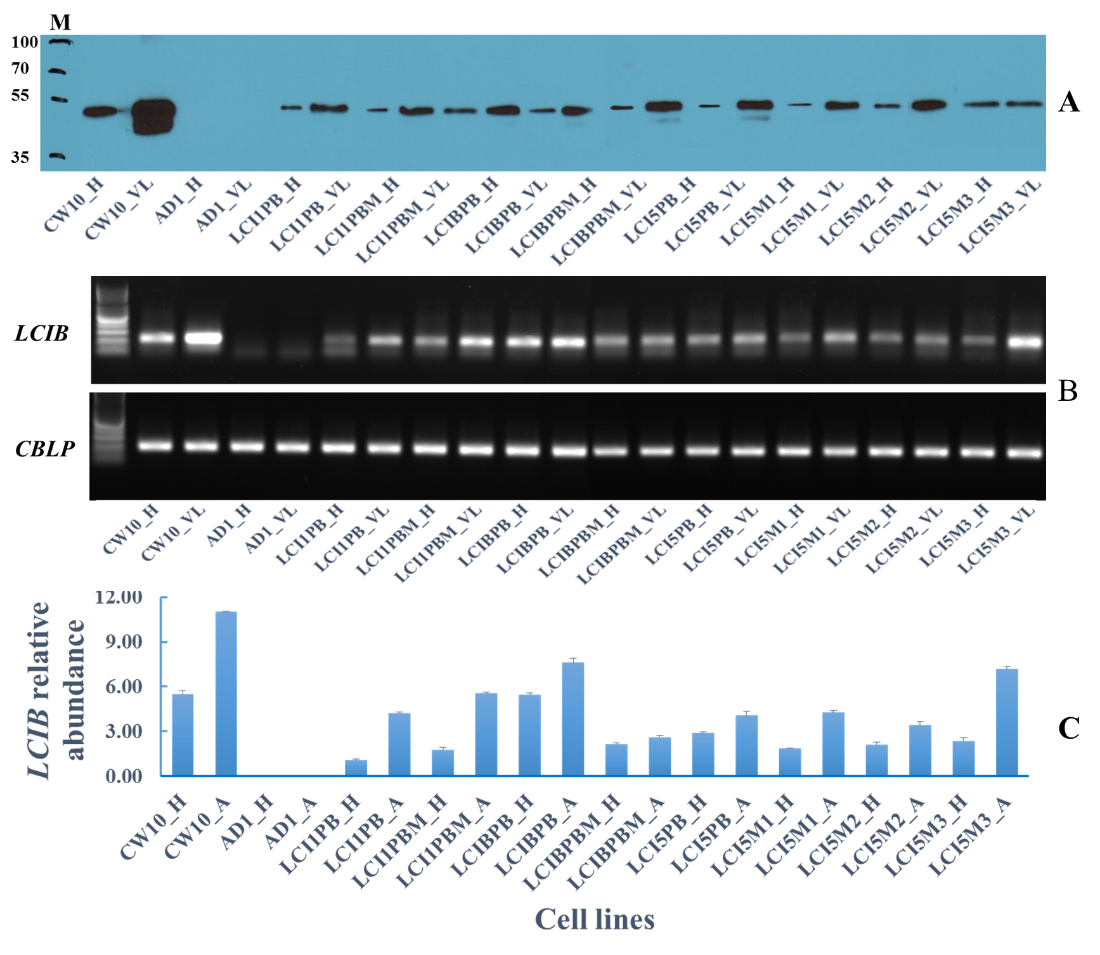 M
100
70
55
35
A
CW10_H
CW10_VL
AD1_H
AD1_VL
LCI1PB_H
LCI1PB_VL
LCI1PBM_H
LCI1PBM_VL
LCIBPB_H
LCIBPB_VL
LCIBPBM_H
LCIBPBM_VL
LCI5PB_H
LCI5PB_VL
LCI5M1_H
LCI5M1_VL
LCI5M2_H
LCI5M2_VL
LCI5M3_H
LCI5M3_VL
LCIB
B
CBLP
CW10_H
CW10_VL
AD1_H
AD1_VL
LCI1PB_H
LCI1PB_VL
LCI1PBM_H
LCI1PBM_VL
LCIBPB_H
LCIBPB_VL
LCIBPBM_H
LCIBPBM_VL
LCI5PB_H
LCI5PB_VL
LCI5M1_H
LCI5M1_VL
LCI5M2_H
LCI5M2_VL
LCI5M3_H
LCI5M3_VL
LCIB relative
abundance
12.00
9.00
6.00
3.00
0.00
C
CW10_H
CW10_A
AD1_H
AD1_A
LCI1PB_H
LCI1PB_A
LCI1PBM_H
LCI1PBM_A
LCIBPB_H
LCIBPB_A
LCIBPBM_H
LCIBPBM_A
LCI5PB_H
LCI5PB_A
LCI5M1_H
LCI5M1_A
LCI5M2_H
LCI5M2_A
LCI5M3_H
LCI5M3_A
Cell lines